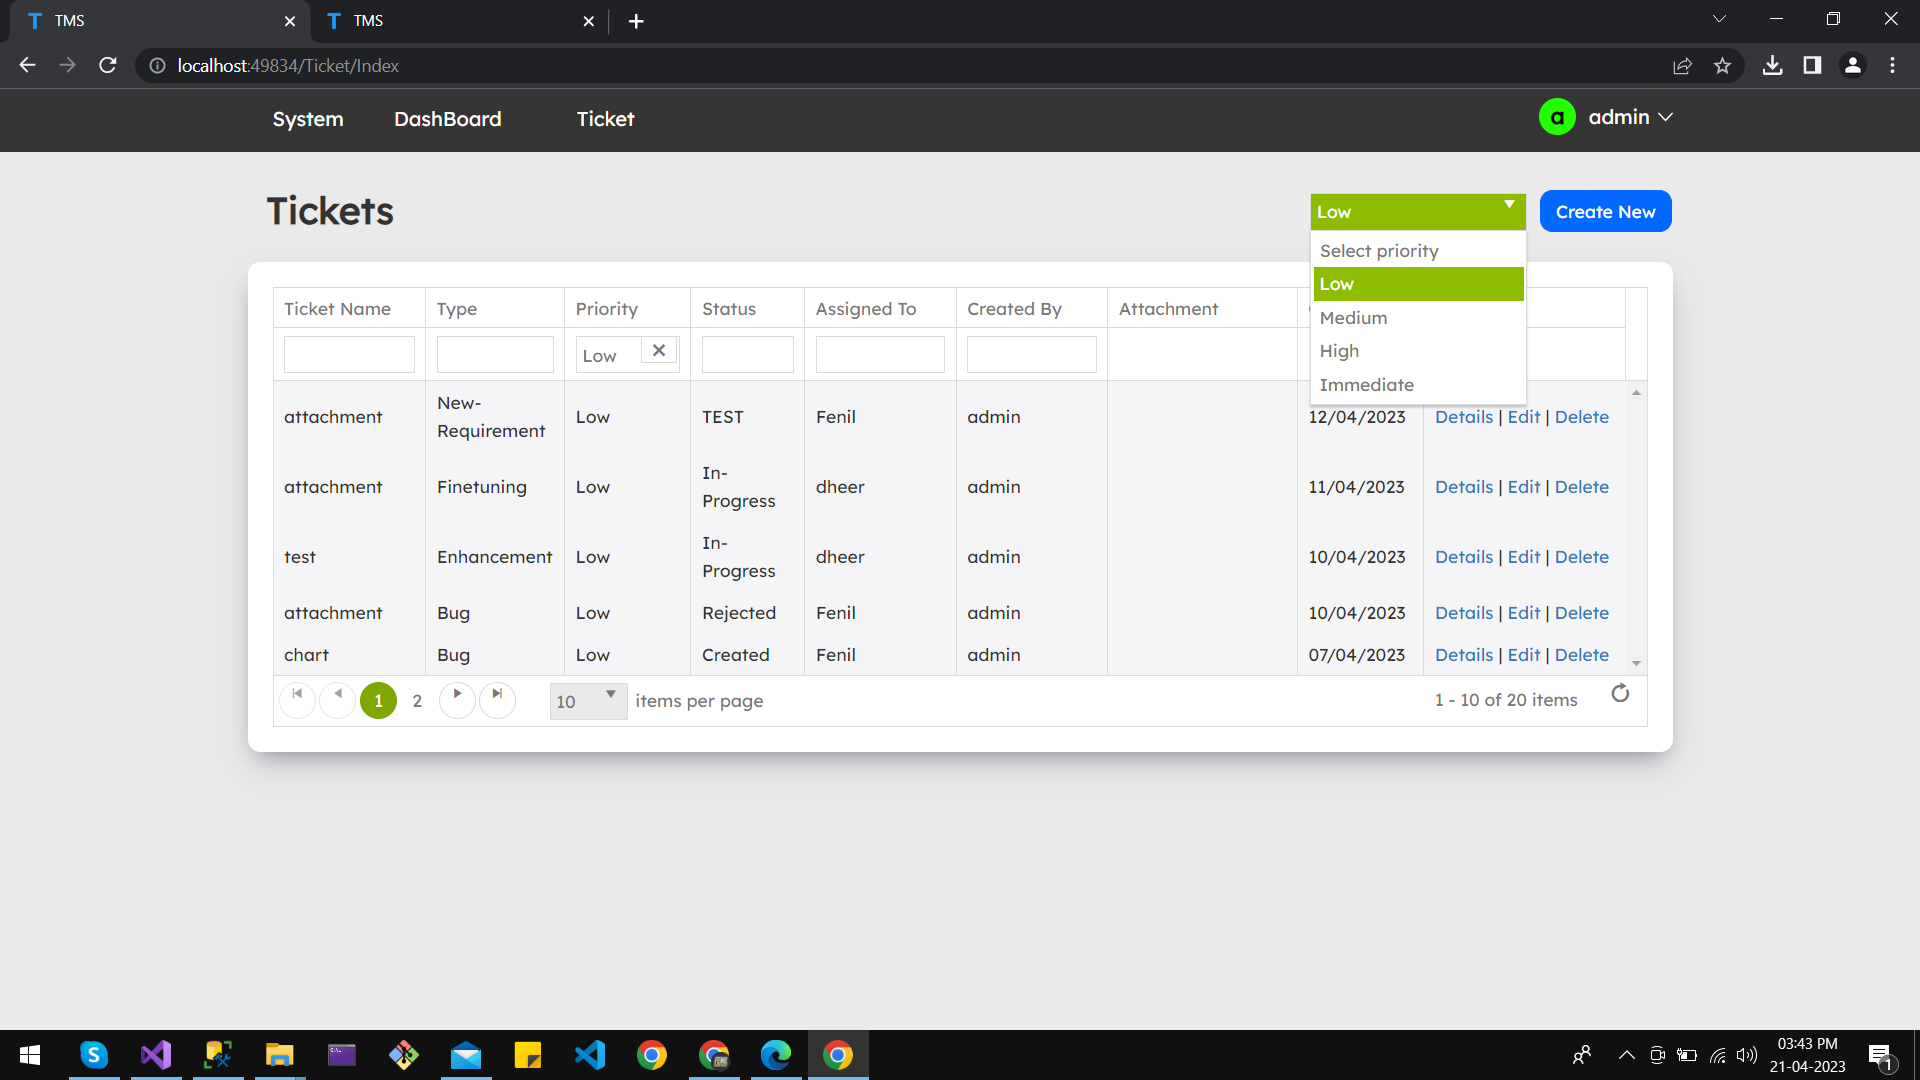 TMS
TMS
localhost:49834/Ticket/Index
System DashBoard Ticket
a admin
Tickets
Low
Create New
Select priority
Low
Medium
High
Immediate
Ticket Name Type Priority Status Assigned To Created By Attachment
Low
attachment New-Requirement Low TEST Fenil admin 12/04/2023 Details | Edit | Delete
attachment Finetuning Low In-Progress dheer admin 11/04/2023 Details | Edit | Delete
test Enhancement Low In-Progress dheer admin 10/04/2023 Details | Edit | Delete
attachment Bug Low Rejected Fenil admin 10/04/2023 Details | Edit | Delete
chart Bug Low Created Fenil admin 07/04/2023 Details | Edit | Delete
1 2 10 items per page 1 - 10 of 20 items
03:43 PM
21-04-2023
1